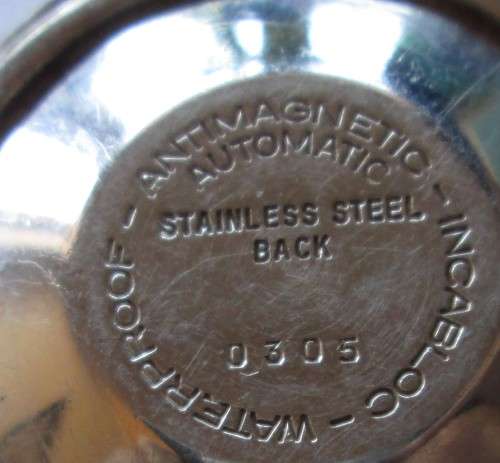 ANTIMAGNETIC - INCABLOC - WATERPROOF -
AUTOMATIC
STAINLESS STEEL
BACK
0305